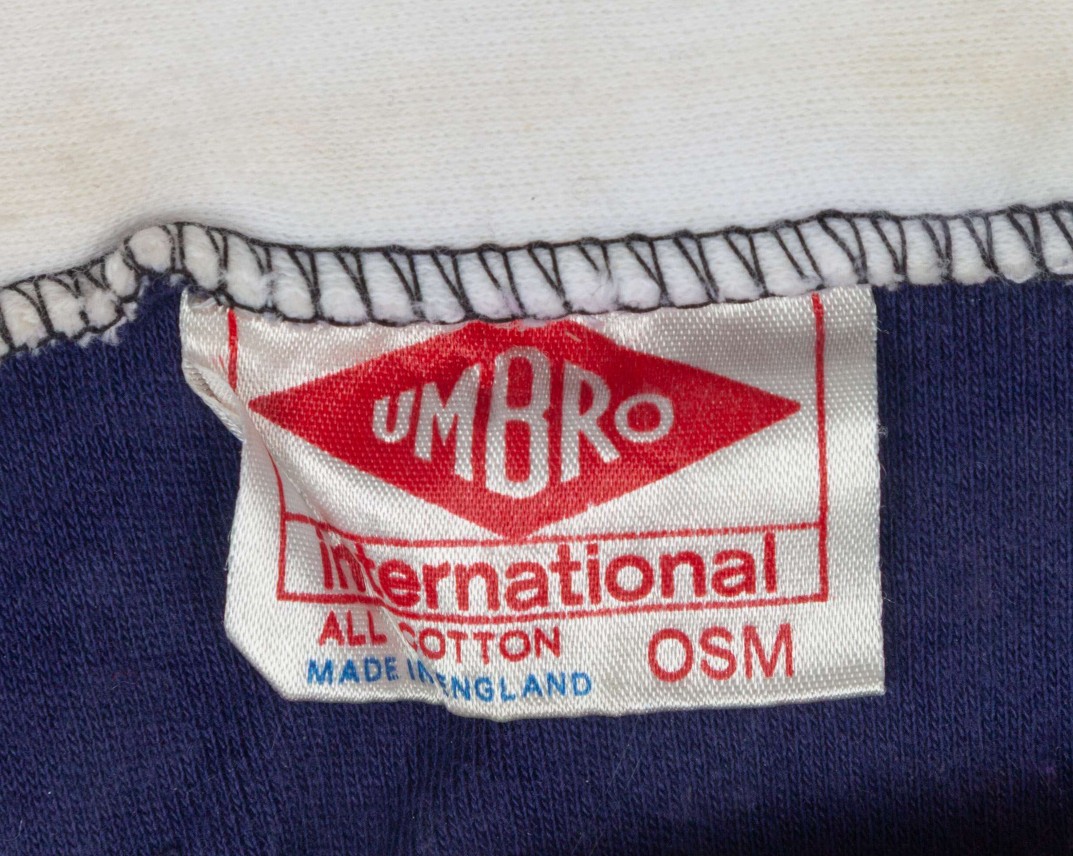 UMBRO
international
ALL COTTON
OSM
MADE IN ENGLAND